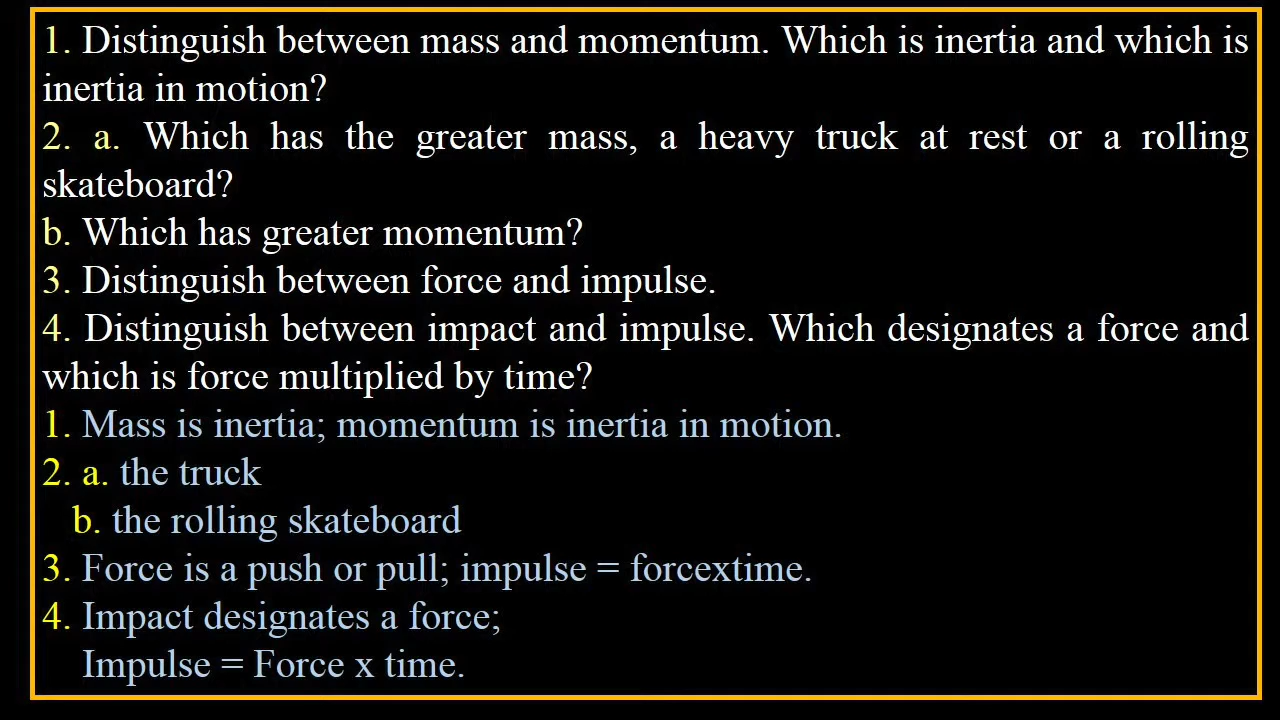 1. Distinguish between mass and momentum. Which is inertia and which is
inertia in motion?
2. a. Which has the greater mass, a heavy truck at rest or a rolling
skateboard?
b. Which has greater momentum?
3. Distinguish between force and impulse.
4. Distinguish between impact and impulse. Which designates a force and
which is force multiplied by time?
1. Mass is inertia; momentum is inertia in motion.
2. a. the truck
b. the rolling skateboard
3. Force is a push or pull; impulse = forcextime.
4. Impact designates a force;
Impulse = Force x time.